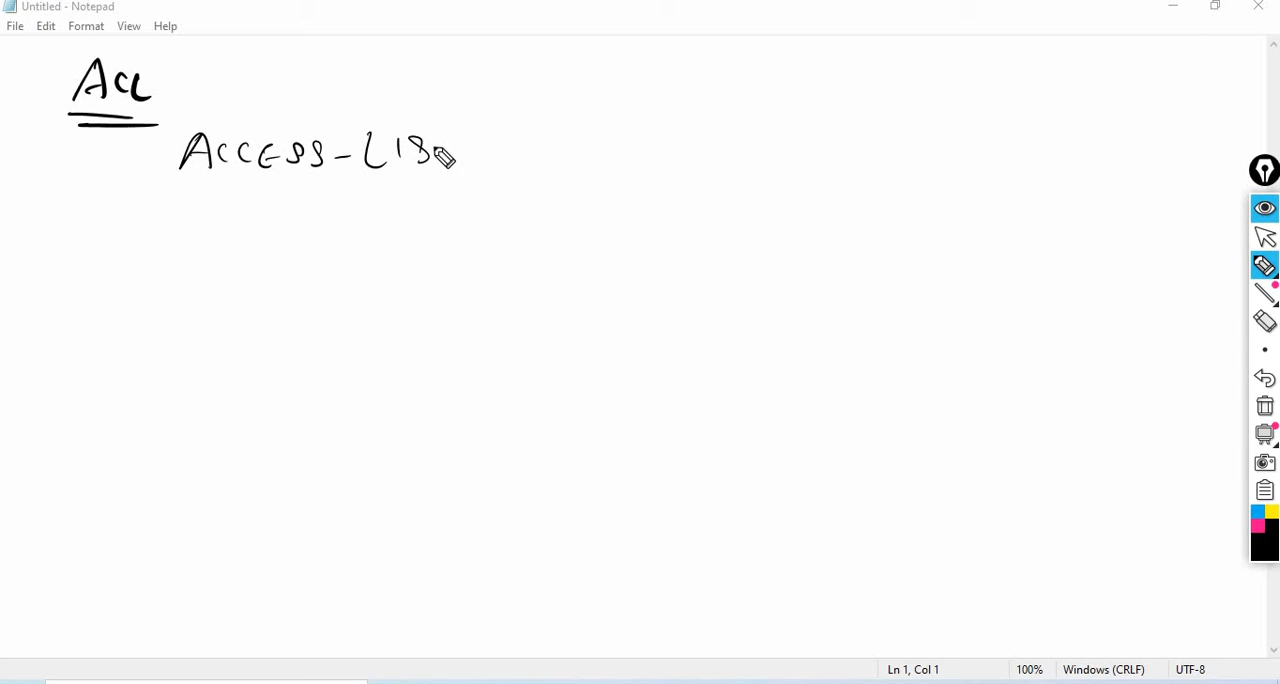 Untitled - Notepad
File Edit Format View Help
ACL
ACCESS-LIS
Ln 1, Col 1 100% Windows (CRLF) UTF-8